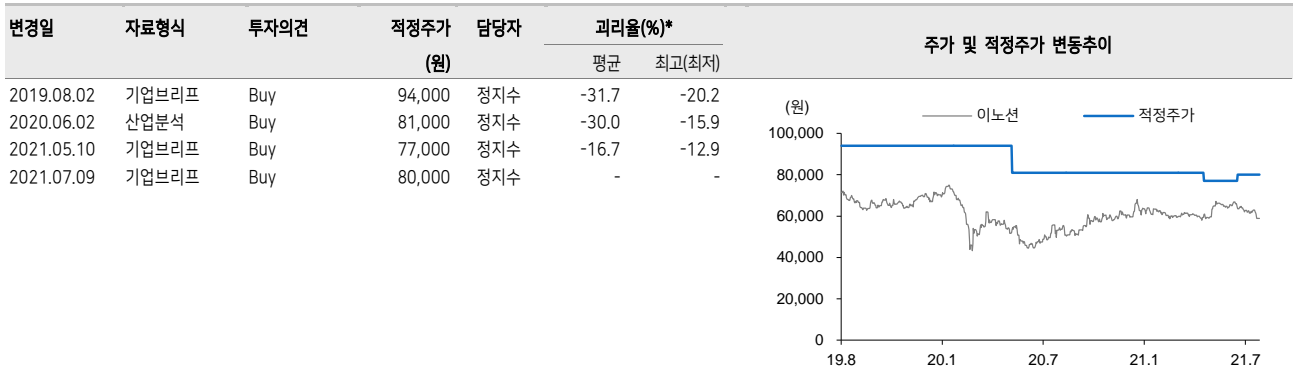 변경일 자료형식 투자의견 적정주가 담당자 괴리율(%)* 주가 및 적정주가 변동추이
(원) 평균 최고(최저)
2019.08.02 기업브리프 Buy 94,000 정지수 -31.7 -20.2
2020.06.02 산업분석 Buy 81,000 정지수 -30.0 -15.9
2021.05.10 기업브리프 Buy 77,000 정지수 -16.7 -12.9
2021.07.09 기업브리프 Buy 80,000 정지수 - -
(원) 이노션 적정주가
100,000
80,000
60,000
40,000
20,000
0
19.8 20.1 20.7 21.1 21.7